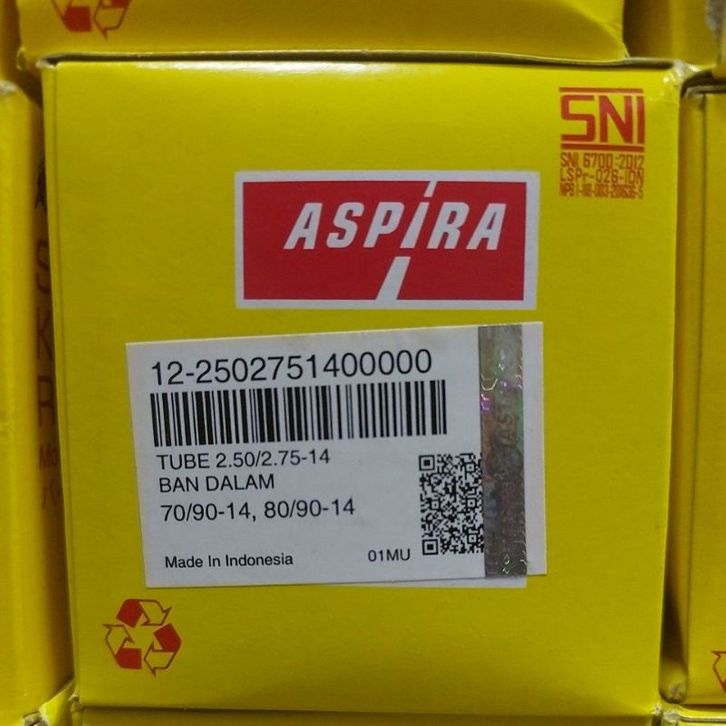 SNI
SNI 6700:2012
LSPr-026-IDN
ASPIRA
12-2502751400000
TUBE 2.50/2.75-14
BAN DALAM
70/90-14, 80/90-14
Made In Indonesia
01MU